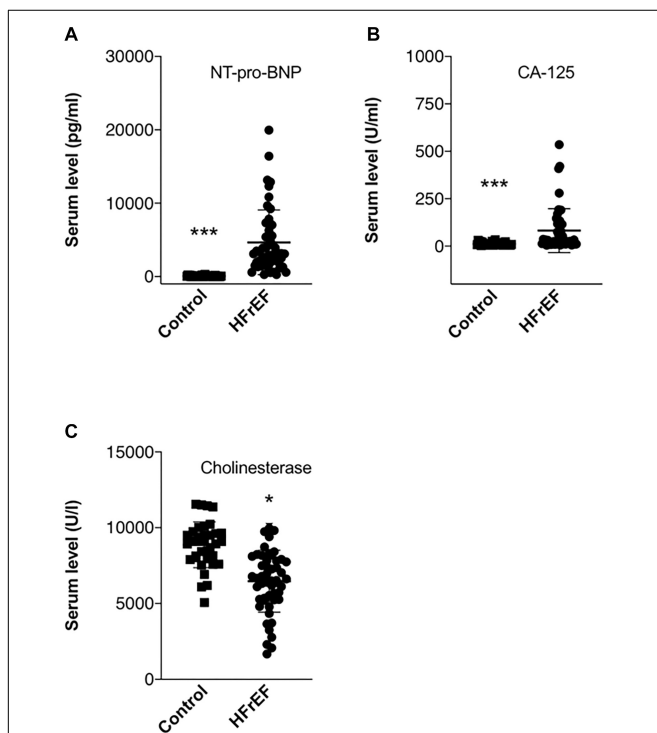 A
NT-pro-BNP
Serum level (pg/ml)
30000
20000
10000
0
***
Control
HFrEF
B
CA-125
Serum level (U/ml)
1000
750
500
250
0
***
Control
HFrEF
C
Cholinesterase
Serum level (U/l)
15000
10000
5000
0
*
Control
HFrEF